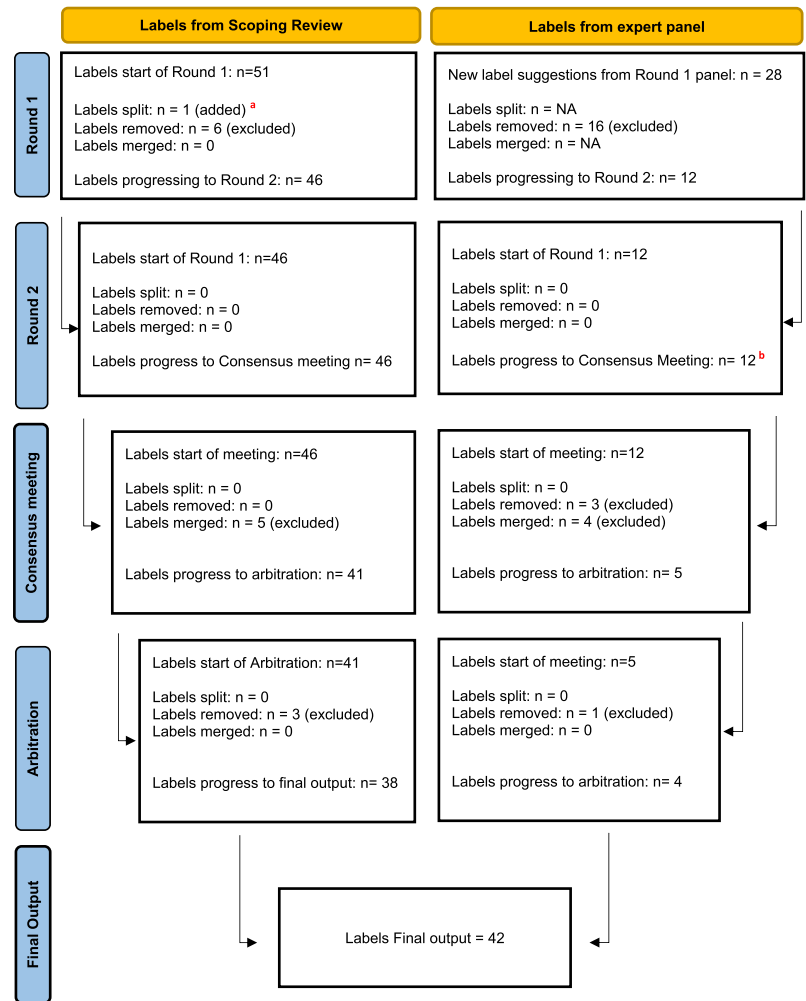 Labels from Scoping Review
Labels from expert panel
Round 1
Labels start of Round 1: n=51
Labels split: n = 1 (added) a
Labels removed: n = 6 (excluded)
Labels merged: n = 0
Labels progressing to Round 2: n= 46
New label suggestions from Round 1 panel: n = 28
Labels split: n = NA
Labels removed: n = 16 (excluded)
Labels merged: n = NA
Labels progressing to Round 2: n= 12
Round 2
Labels start of Round 1: n=46
Labels split: n = 0
Labels removed: n = 0
Labels merged: n = 0
Labels progress to Consensus meeting n= 46
Labels start of Round 1: n=12
Labels split: n = 0
Labels removed: n = 0
Labels merged: n = 0
Labels progress to Consensus Meeting: n= 12 b
Consensus meeting
Labels start of meeting: n=46
Labels split: n = 0
Labels removed: n = 0
Labels merged: n = 5 (excluded)
Labels progress to arbitration: n= 41
Labels start of meeting: n=12
Labels split: n = 0
Labels removed: n = 3 (excluded)
Labels merged: n = 4 (excluded)
Labels progress to arbitration: n= 5
Arbitration
Labels start of Arbitration: n=41
Labels split: n = 0
Labels removed: n = 3 (excluded)
Labels merged: n = 0
Labels progress to final output: n= 38
Labels start of meeting: n=5
Labels split: n = 0
Labels removed: n = 1 (excluded)
Labels merged: n = 0
Labels progress to arbitration: n= 4
Final Output
Labels Final output = 42